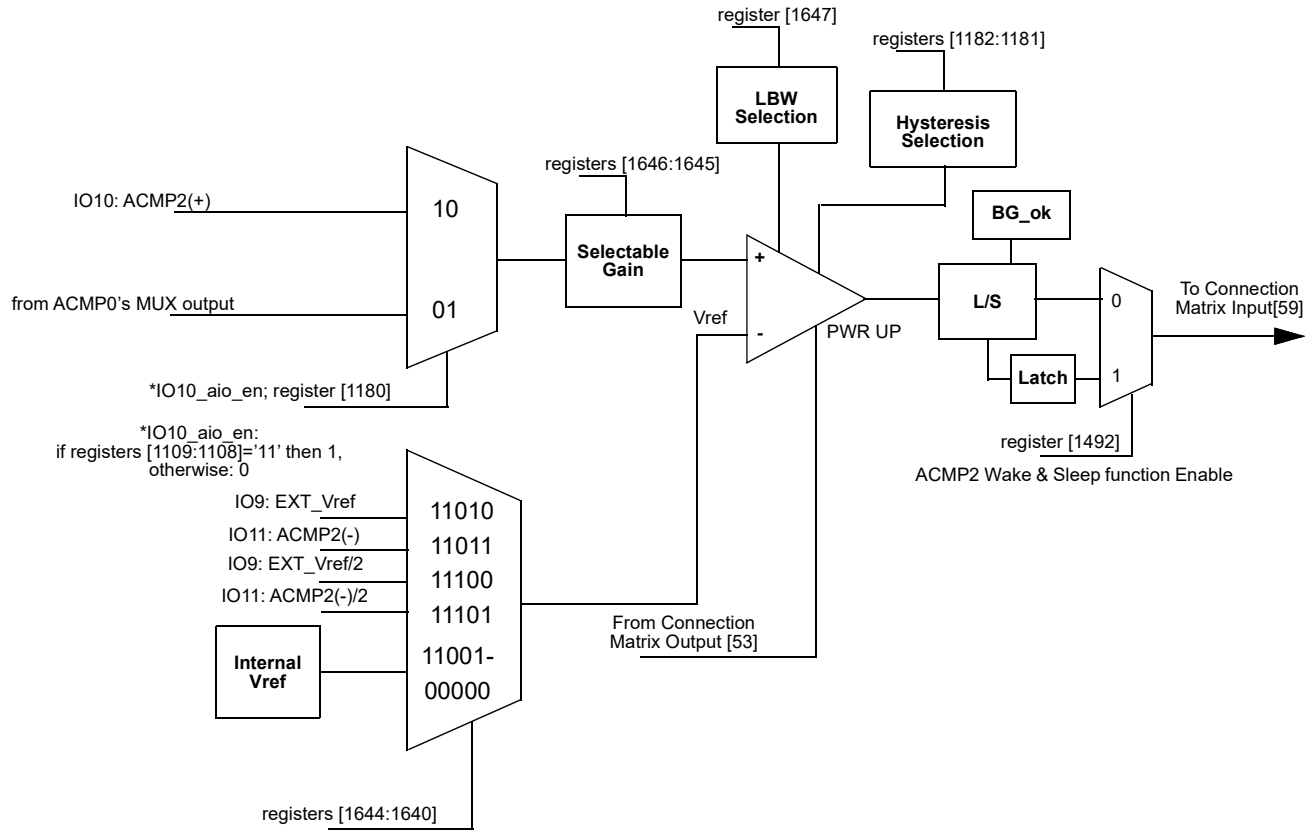 register [1647]
registers [1182:1181]
LBW
Selection
Hysteresis
Selection
registers [1646:1645]
IO10: ACMP2(+)
10
Selectable
Gain
BG_ok
+
from ACMP0’s MUX output
01
L/S
0
To Connection
Matrix Input[59]
Vref
-
PWR UP
Latch
1
*IO10_aio_en; register [1180]
*IO10_aio_en:
if registers [1109:1108]=’11’ then 1,
otherwise: 0
register [1492]
ACMP2 Wake & Sleep function Enable
IO9: EXT_Vref
11010
IO11: ACMP2(-)
11011
IO9: EXT_Vref/2
11100
IO11: ACMP2(-)/2
11101
Internal
Vref
11001-
00000
From Connection
Matrix Output [53]
registers [1644:1640]